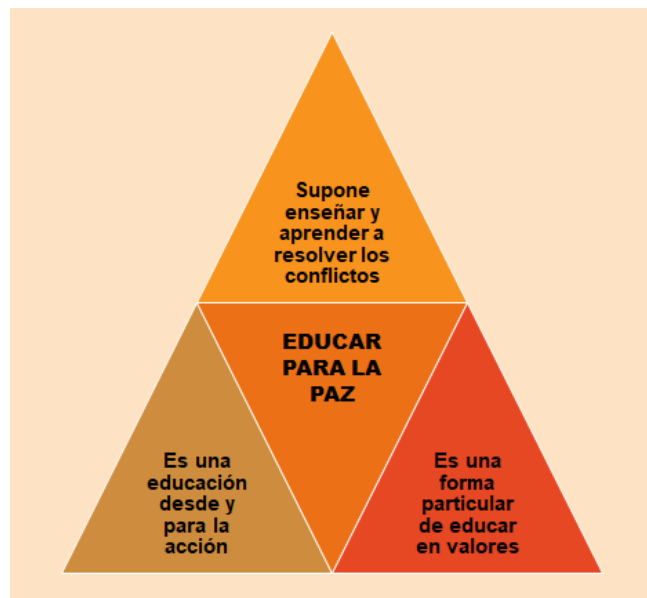 Supone
enseñar y
aprender a
resolver los
conflictos
EDUCAR
PARA LA
PAZ
Es una
educación
desde y
para la
acción
Es una
forma
particular
de educar
en valores